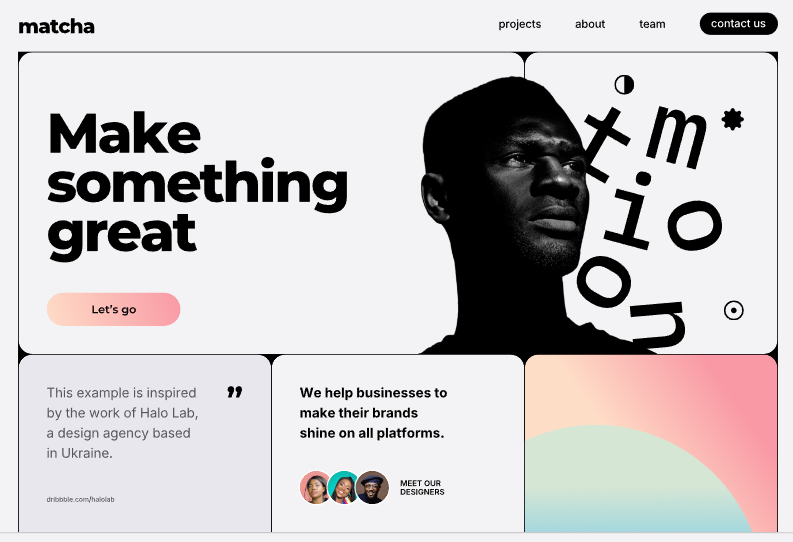 matcha
projects about team contact us
Make
something
great
Let's go
m
t
i
o
o
n
This example is inspired
by the work of Halo Lab,
a design agency based
in Ukraine.
”
dribbble.com/halolab
We help businesses to
make their brands
shine on all platforms.
MEET OUR
DESIGNERS